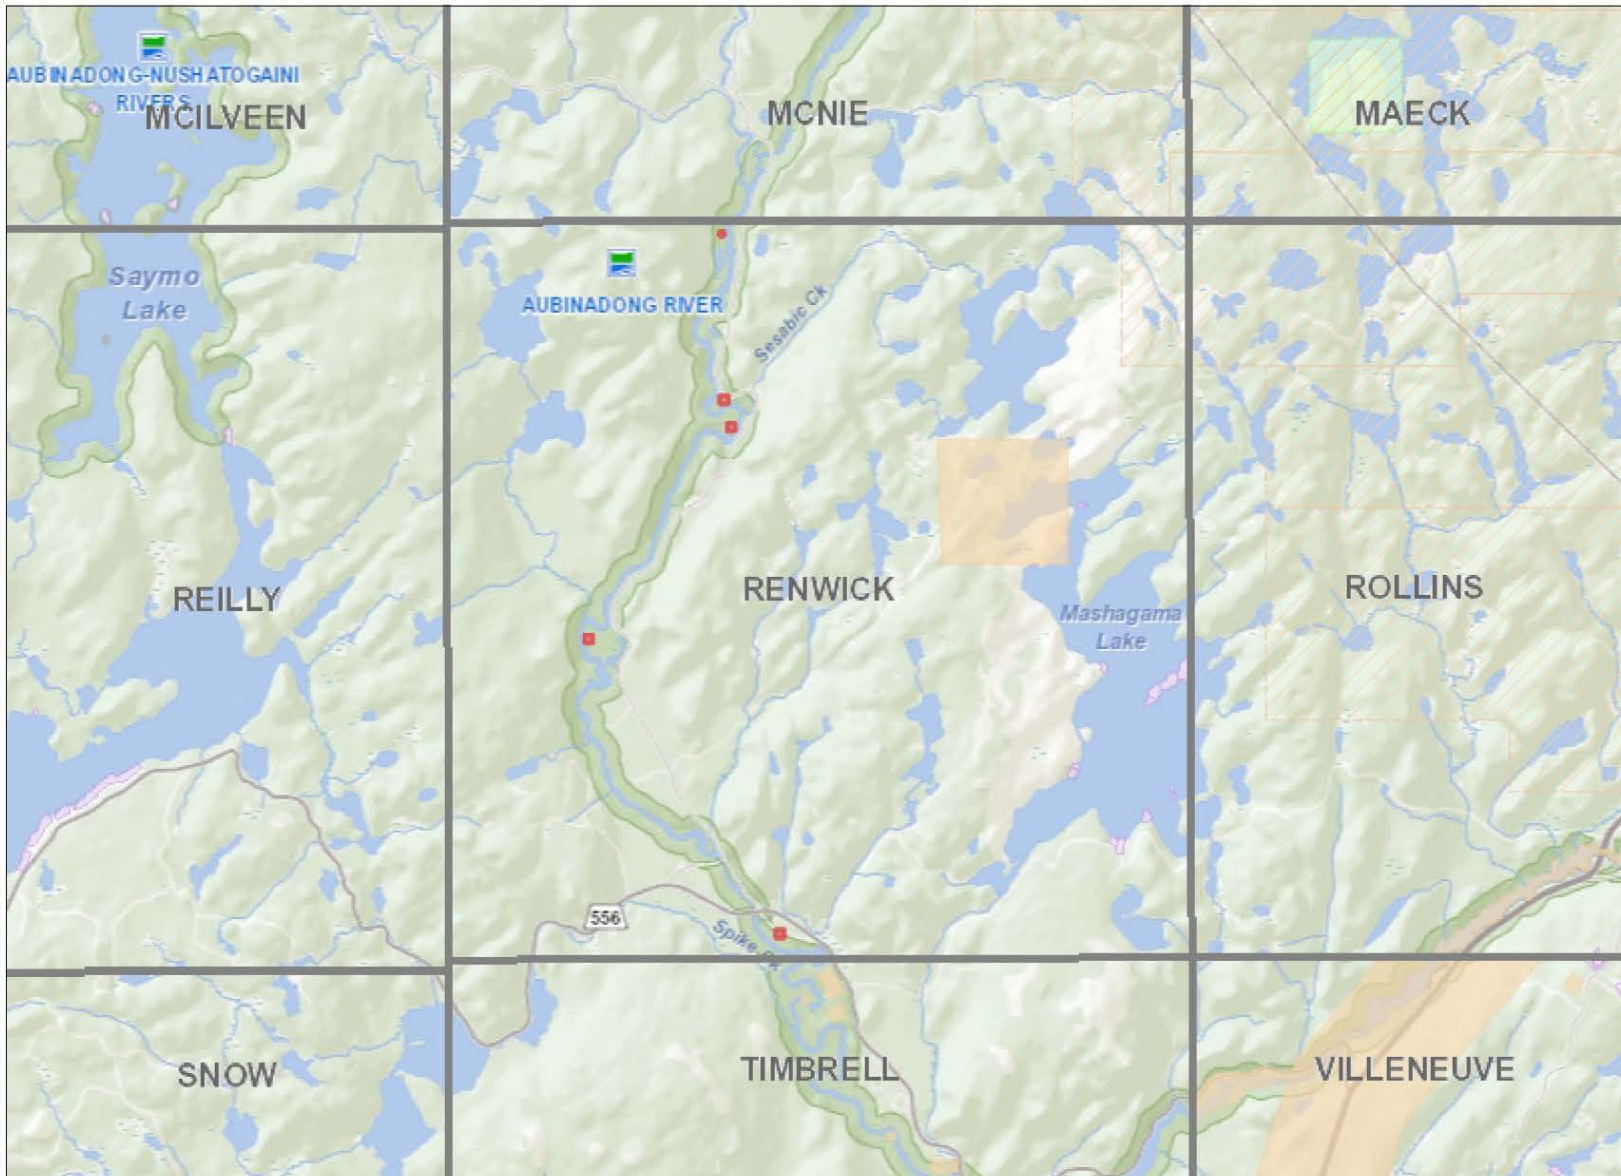 AUBINADONG-NUSHATOGAINI
RIVERS
MCILVEEN
MCNIE
MAECK
Saymo
Lake
AUBINADONG RIVER
Sesabic Ck
REILLY
RENWICK
ROLLINS
Mashagama
Lake
556
Spike Ck
SNOW
TIMBRELL
VILLENEUVE